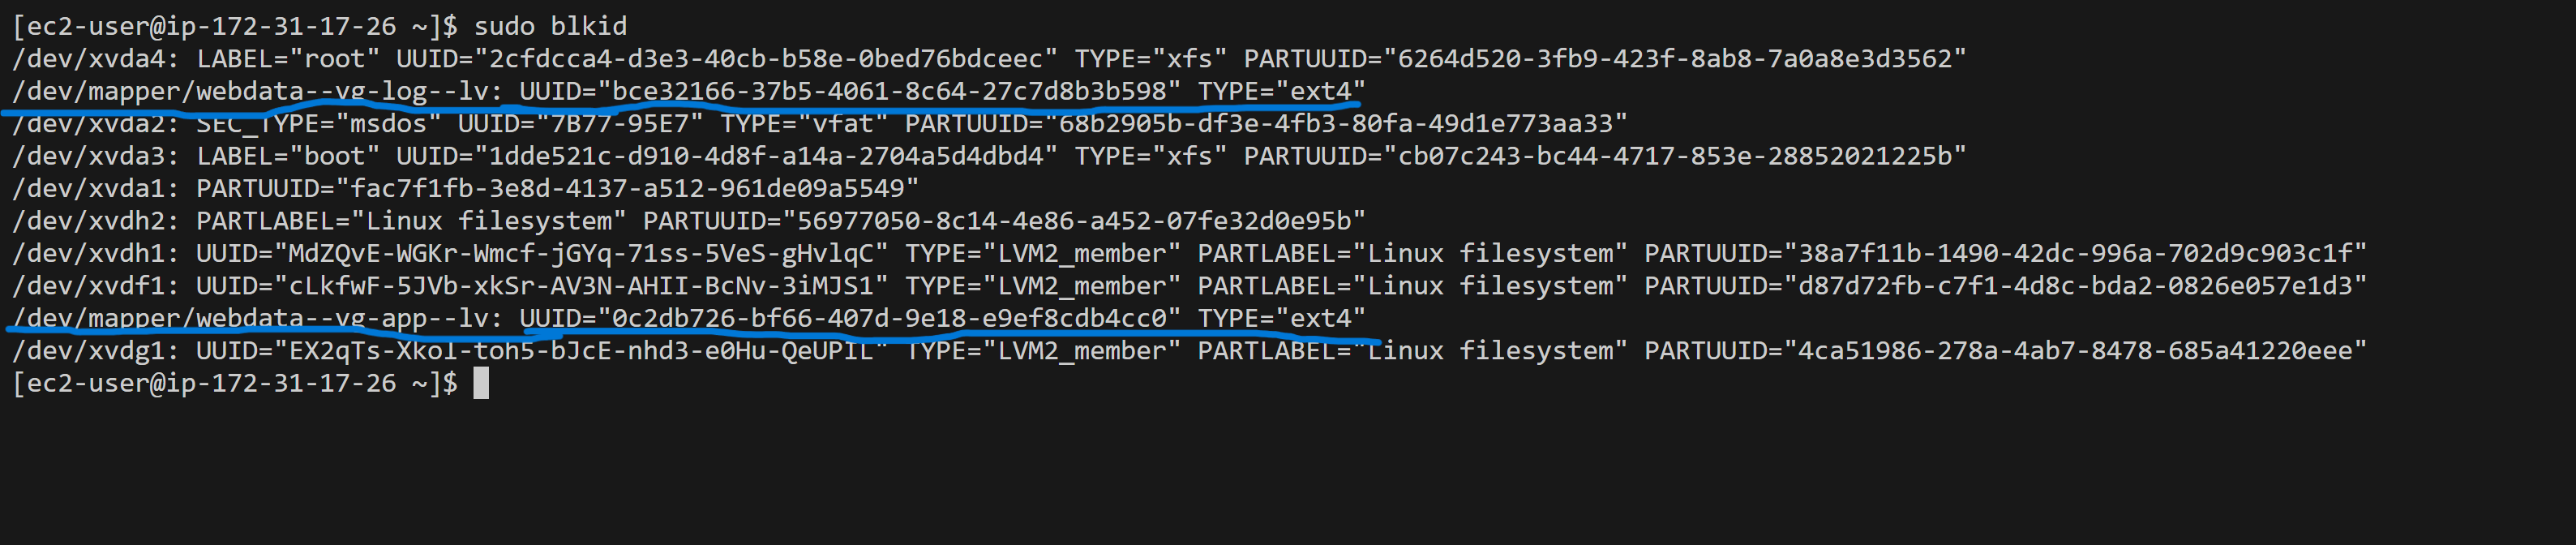 [ec2-user@ip-172-31-17-26 ~]$ sudo blkid
/dev/xvda4: LABEL="root" UUID="2cfdcca4-d3e3-40cb-b58e-0bed76bdceec" TYPE="xfs" PARTUUID="6264d520-3fb9-423f-8ab8-7a0a8e3d3562"
/dev/mapper/webdata--vg-log--lv: UUID="bce32166-37b5-4061-8c64-27c7d8b3b598" TYPE="ext4"
/dev/xvda2: SEC_TYPE="msdos" UUID="7B77-95E7" TYPE="vfat" PARTUUID="68b2905b-df3e-4fb3-80fa-49d1e773aa33"
/dev/xvda3: LABEL="boot" UUID="1dde521c-d910-4d8f-a14a-2704a5d4dbd4" TYPE="xfs" PARTUUID="cb07c243-bc44-4717-853e-28852021225b"
/dev/xvda1: PARTUUID="fac7f1fb-3e8d-4137-a512-961de09a5549"
/dev/xvdh2: PARTLABEL="Linux filesystem" PARTUUID="56977050-8c14-4e86-a452-07fe32d0e95b"
/dev/xvdh1: UUID="MdZQvE-WGKr-Wmcf-jGYq-71ss-5VeS-gHvlqC" TYPE="LVM2_member" PARTLABEL="Linux filesystem" PARTUUID="38a7f11b-1490-42dc-996a-702d9c903c1f"
/dev/xvdf1: UUID="cLkfwF-5JVb-xkSr-AV3N-AHII-BcNv-3iMJS1" TYPE="LVM2_member" PARTLABEL="Linux filesystem" PARTUUID="d87d72fb-c7f1-4d8c-bda2-0826e057e1d3"
/dev/mapper/webdata--vg-app--lv: UUID="0c2db726-bf66-407d-9e18-e9ef8cdb4cc0" TYPE="ext4"
/dev/xvdg1: UUID="EX2qTs-Xkol-toh5-bJcE-nhd3-e0Hu-QeUPIL" TYPE="LVM2_member" PARTLABEL="Linux filesystem" PARTUUID="4ca51986-278a-4ab7-8478-685a41220eee"
[ec2-user@ip-172-31-17-26 ~]$